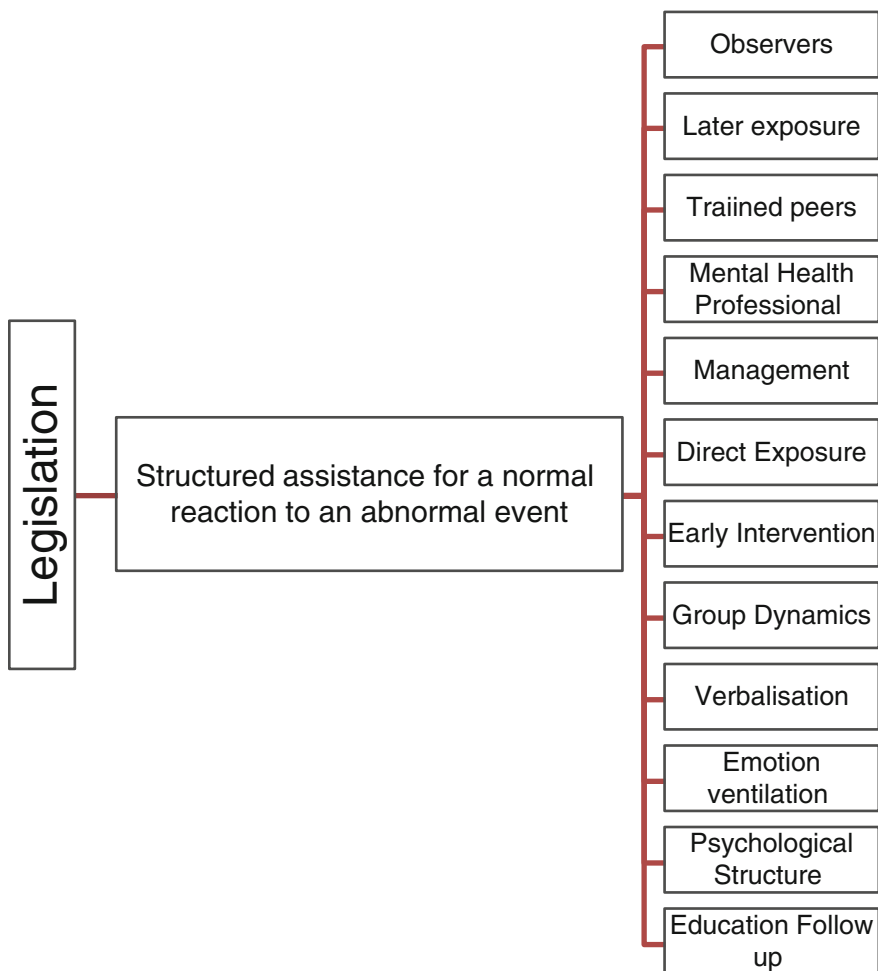 Legislation
Structured assistance for a normal
reaction to an abnormal event
Observers
Later exposure
Traiined peers
Mental Health
Professional
Management
Direct Exposure
Early Intervention
Group Dynamics
Verbalisation
Emotion
ventilation
Psychological
Structure
Education Follow
up